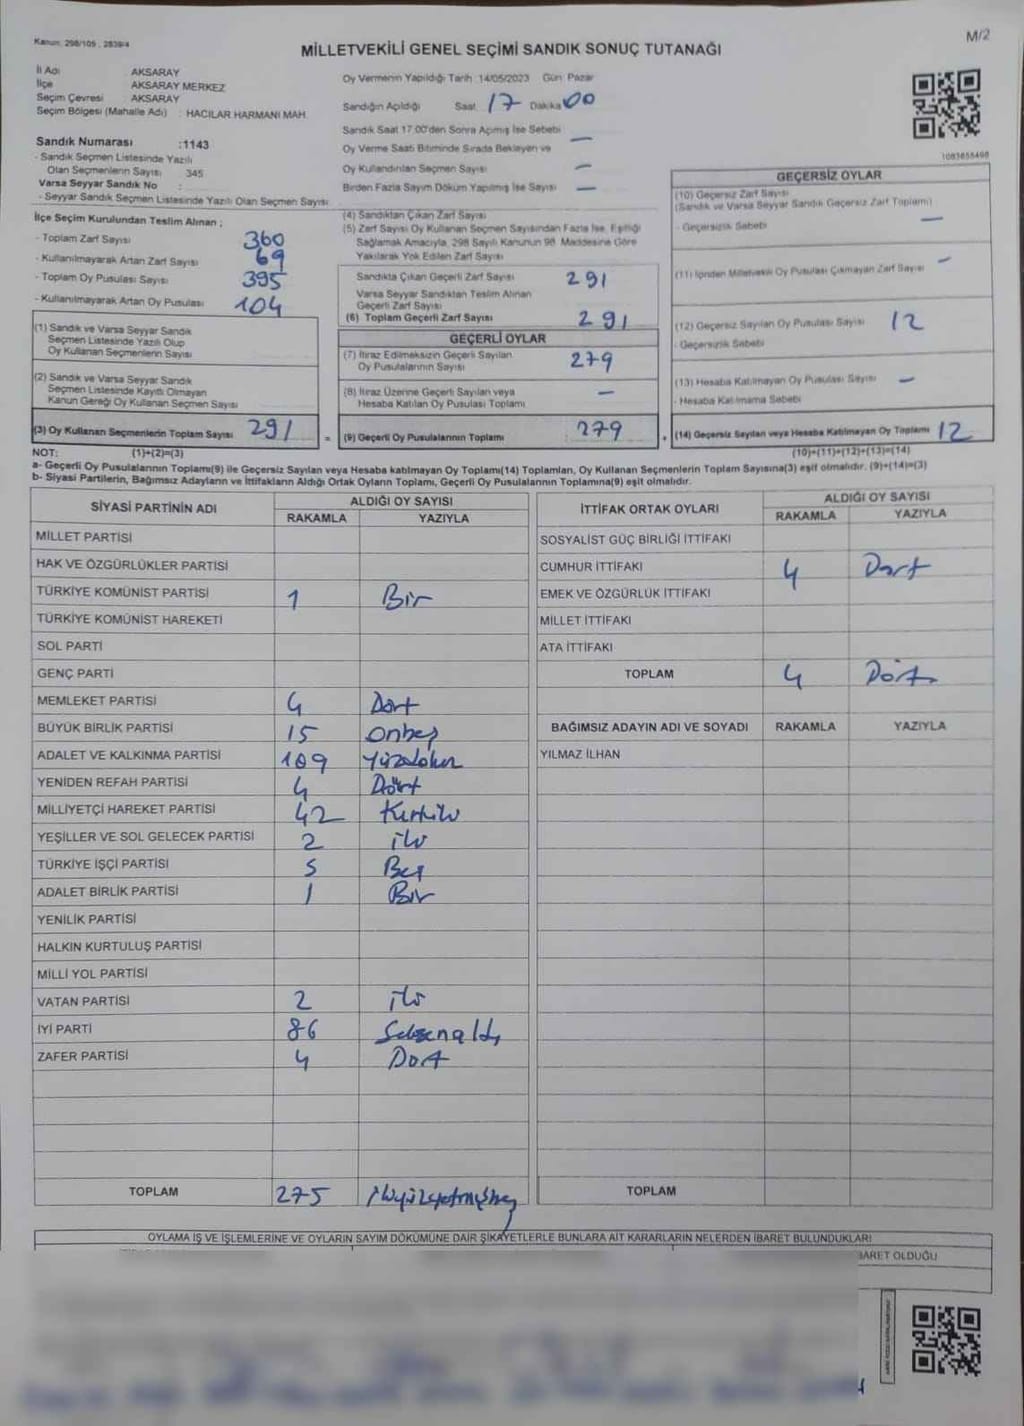 Kanun: 298/105, 2839/4
M/2
MİLLETVEKİLİ GENEL SEÇİMİ SANDIK SONUÇ TUTANAĞI
İl Adı AKSARAY
İlçe AKSARAY MERKEZ
Seçim Çevresi AKSARAY
Seçim Bölgesi (Mahalle Adı) : HACILAR HARMANI MAH.
Sandık Numarası :1143
- Sandık Seçmen Listesinde Yazılı
Olan Seçmenlerin Sayısı 345
Varsa Seyyar Sandık No :
- Seyyar Sandık Seçmen Listesinde Yazılı Olan Seçmen Sayısı
Oy Vermenin Yapıldığı Tarih: 14/05/2023 Gün: Pazar
Sandığın Açıldığı Saat 17 Dakika 00
Sandık Saat 17.00'den Sonra Açılmış İse Sebebi —
Oy Verme Saati Bitiminde Sırada Bekleyen ve
Oy Kullandırılan Seçmen Sayısı —
Birden Fazla Sayım Döküm Yapılmış İse Sayısı —
1083655498
İlçe Seçim Kurulundan Teslim Alınan ;
- Toplam Zarf Sayısı 360
- Kullanılmayarak Artan Zarf Sayısı 69
- Toplam Oy Pusulası Sayısı 395
- Kullanılmayarak Artan Oy Pusulası 104
(1) Sandık ve Varsa Seyyar Sandık
Seçmen Listesinde Yazılı Olup
Oy Kullanan Seçmenlerin Sayısı
(2) Sandık ve Varsa Seyyar Sandık
Seçmen Listesinde Kayıtlı Olmayan
Kanun Gereği Oy Kullanan Seçmen Sayısı
(3) Oy Kullanan Seçmenlerin Toplam Sayısı 291 =
(4) Sandıktan Çıkan Zarf Sayısı
(5) Zarf Sayısı Oy Kullanan Seçmen Sayısından Fazla İse, Eşitliği
Sağlamak Amacıyla, 298 Sayılı Kanunun 98. Maddesine Göre
Yakılarak Yok Edilen Zarf Sayısı
Sandıkta Çıkan Geçerli Zarf Sayısı 291
Varsa Seyyar Sandıktan Teslim Alınan
Geçerli Zarf Sayısı
(6) Toplam Geçerli Zarf Sayısı 291
GEÇERLİ OYLAR
(7) İtiraz Edilmeksizin Geçerli Sayılan
Oy Pusulalarının Sayısı 279
(8) İtiraz Üzerine Geçerli Sayılan veya
Hesaba Katılan Oy Pusulası Toplamı —
(9) Geçerli Oy Pusulalarının Toplamı 279 +
GEÇERSİZ OYLAR
(10) Geçersiz Zarf Sayısı
(Sandık ve Varsa Seyyar Sandık Geçersiz Zarf Toplamı) —
- Geçersizlik Sebebi
(11) İçinden Milletvekili Oy Pusulası Çıkmayan Zarf Sayısı —
(12) Geçersiz Sayılan Oy Pusulası Sayısı 12
- Geçersizlik Sebebi
(13) Hesaba Katılmayan Oy Pusulası Sayısı —
- Hesaba Katılmama Sebebi
(14) Geçersiz Sayılan veya Hesaba Katılmayan Oy Toplamı 12
NOT: (1)+(2)=(3) (10)+(11)+(12)+(13)=(14)
a- Geçerli Oy Pusulalarının Toplamı(9) ile Geçersiz Sayılan veya Hesaba katılmayan Oy Toplamı(14) Toplamları, Oy Kullanan Seçmenlerin Toplam Sayısına(3) eşit olmalıdır. (9)+(14)=(3)
b- Siyasi Partilerin, Bağımsız Adayların ve İttifakların Aldığı Ortak Oyların Toplamı, Geçerli Oy Pusulalarının Toplamına(9) eşit olmalıdır.
SİYASİ PARTİNİN ADI ALDIĞI OY SAYISI
RAKAMLA YAZIYLA
MİLLET PARTİSİ
HAK VE ÖZGÜRLÜKLER PARTİSİ
TÜRKİYE KOMÜNİST PARTİSİ 1 Bir
TÜRKİYE KOMÜNİST HAREKETİ
SOL PARTİ
GENÇ PARTİ
MEMLEKET PARTİSİ 4 Dört
BÜYÜK BİRLİK PARTİSİ 15 onbeş
ADALET VE KALKINMA PARTİSİ 109
YENİDEN REFAH PARTİSİ 4 Dört
MİLLİYETÇİ HAREKET PARTİSİ 42 Kırkiki
YEŞİLLER VE SOL GELECEK PARTİSİ 2 iki
TÜRKİYE İŞÇİ PARTİSİ 5 Beş
ADALET BİRLİK PARTİSİ 1 Bir
YENİLİK PARTİSİ
HALKIN KURTULUŞ PARTİSİ
MİLLİ YOL PARTİSİ
VATAN PARTİSİ 2 iki
İYİ PARTİ 86 Seksenaltı
ZAFER PARTİSİ 4 Dört
TOPLAM 275
İTTİFAK ORTAK OYLARI ALDIĞI OY SAYISI
RAKAMLA YAZIYLA
SOSYALİST GÜÇ BİRLİĞİ İTTİFAKI
CUMHUR İTTİFAKI 4 Dört
EMEK VE ÖZGÜRLÜK İTTİFAKI
MİLLET İTTİFAKI
ATA İTTİFAKI
TOPLAM 4 Dört
BAĞIMSIZ ADAYIN ADI VE SOYADI RAKAMLA YAZIYLA
YILMAZ İLHAN
TOPLAM
OYLAMA İŞ VE İŞLEMLERİNE VE OYLARIN SAYIM DÖKÜMÜNE DAİR ŞİKAYETLERLE BUNLARA AİT KARARLARIN NELERDEN İBARET BULUNDUKLARI
BARET OLDUĞU